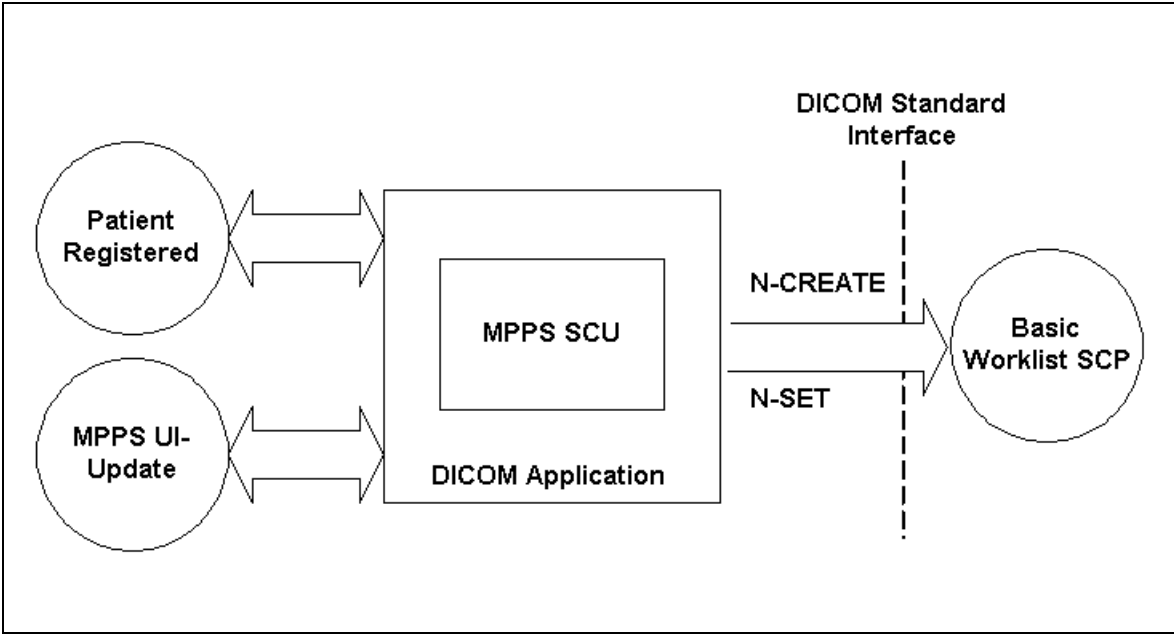 DICOM Standard
Interface
Patient
Registered
N-CREATE
MPPS SCU
Basic
Worklist SCP
N-SET
MPPS UI-
Update
DICOM Application